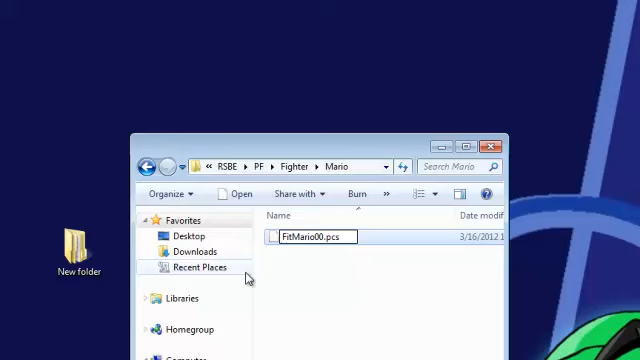 « RSBE ▸ PF ▸ Fighter ▸ Mario
Search Mario
Organize
Open
Share with
Burn
»
Favorites
Name
Date modif
Desktop
FitMario00.pcs
3/16/2012 1
Downloads
New folder
Recent Places
Libraries
Homegroup
Computer